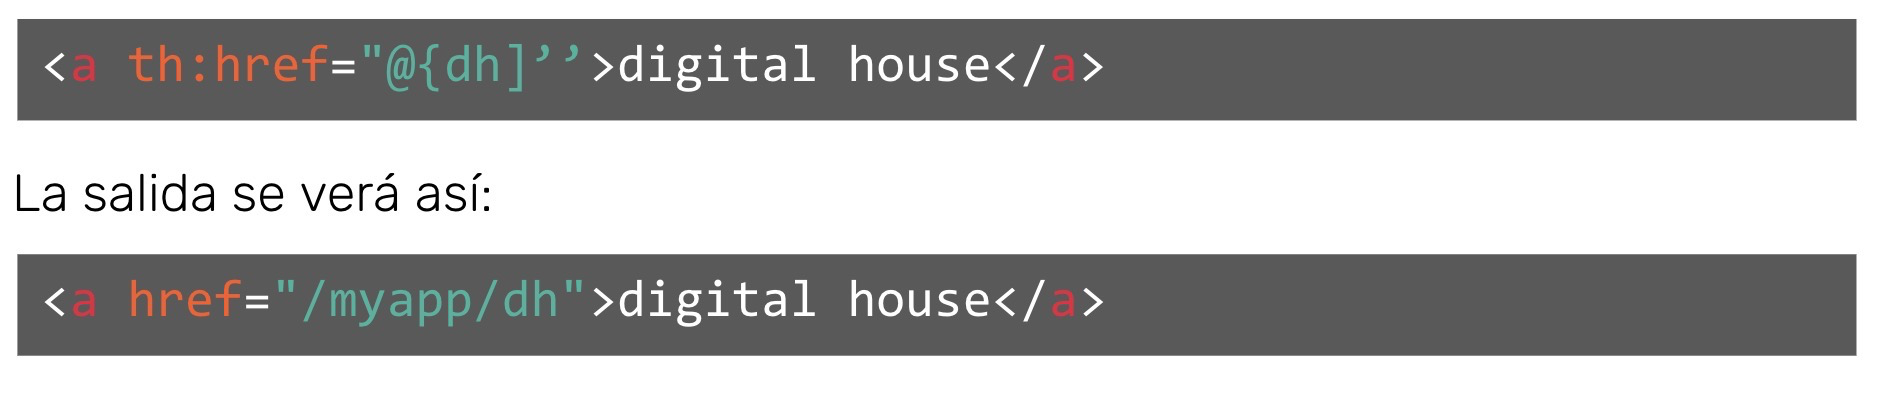 <a th:href="@{dh]’’>digital house</a>
La salida se verá así:
<a href="/myapp/dh">digital house</a>